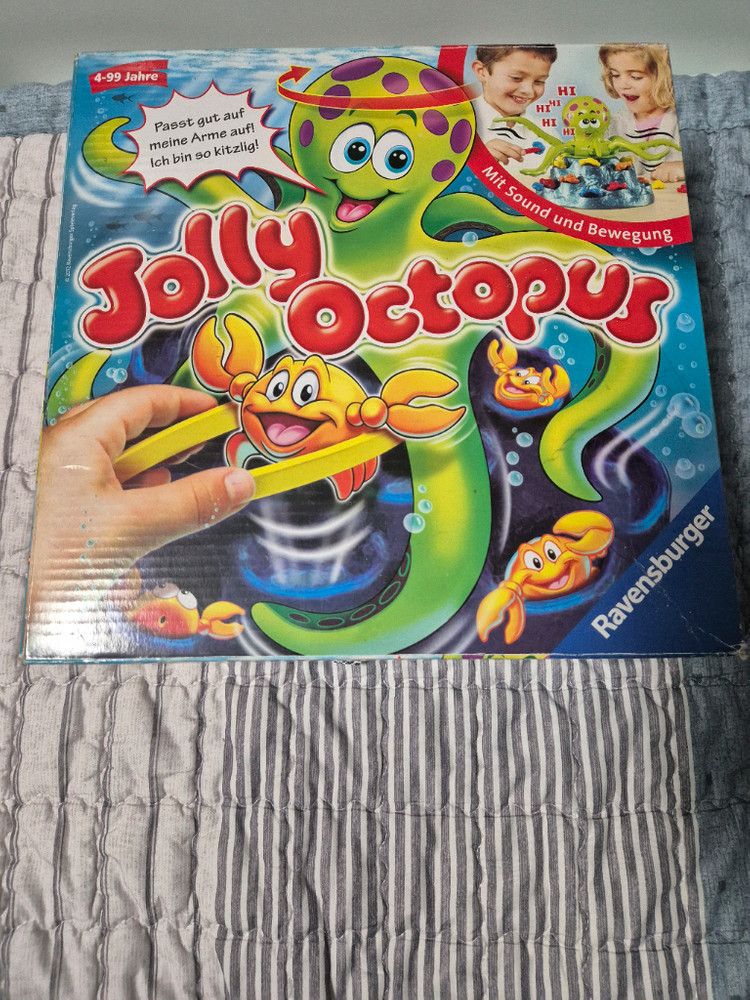 4-99 Jahre
Passt gut auf
meine Arme auf!
Ich bin so kitzlig!
HI
HI
HI
HI
HI
Mit Sound und Bewegung
Jolly
Octopus
Ravensburger